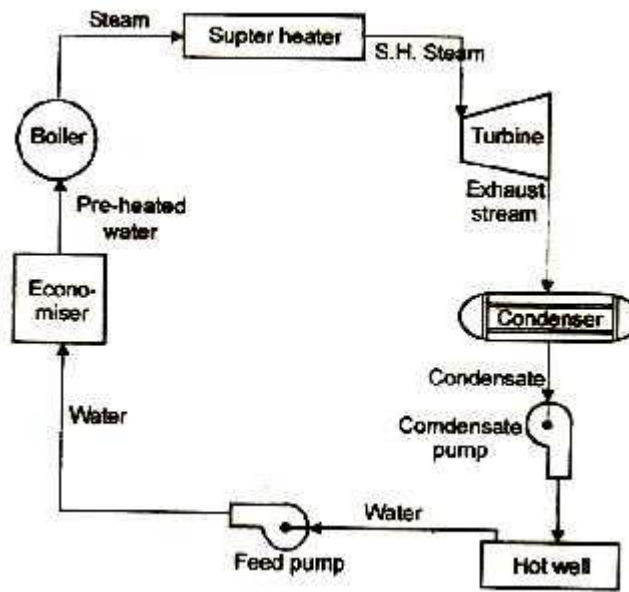 Steam
Supter heater
S.H. Steam
Boiler
Turbine
Exhaust
stream
Pre-heated
water
Econo-
miser
Condenser
Condensate
Comdensate
pump
Water
Water
Feed pump
Hot well